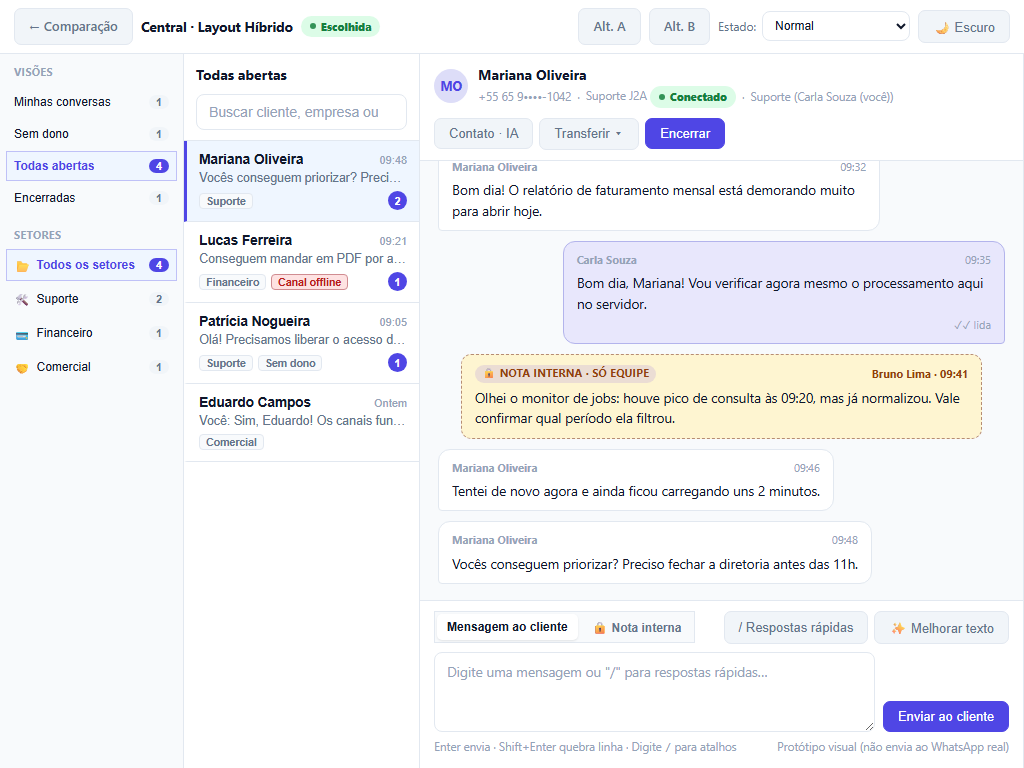 ← Comparação
Central · Layout Híbrido
Escolhida
Alt. A
Alt. B
Estado:
Normal
Escuro
VISÕES
Minhas conversas 1
Sem dono 1
Todas abertas 4
Encerradas 1
SETORES
Todos os setores 4
Suporte 2
Financeiro 1
Comercial 1
Todas abertas
Buscar cliente, empresa ou
Mariana Oliveira 09:48
Vocês conseguem priorizar? Preci…
Suporte 2
Lucas Ferreira 09:21
Conseguem mandar em PDF por a…
Financeiro Canal offline 1
Patrícia Nogueira 09:05
Olá! Precisamos liberar o acesso d…
Suporte Sem dono 1
Eduardo Campos Ontem
Você: Sim, Eduardo! Os canais fun…
Comercial
MO
Mariana Oliveira
+55 65 9••••-1042 · Suporte J2A Conectado · Suporte (Carla Souza (você))
Contato · IA
Transferir
Encerrar
Mariana Oliveira 09:32
Bom dia! O relatório de faturamento mensal está demorando muito
para abrir hoje.
Carla Souza 09:35
Bom dia, Mariana! Vou verificar agora mesmo o processamento aqui
no servidor.
✓✓ lida
NOTA INTERNA · SÓ EQUIPE Bruno Lima · 09:41
Olhei o monitor de jobs: houve pico de consulta às 09:20, mas já normalizou. Vale
confirmar qual período ela filtrou.
Mariana Oliveira 09:46
Tentei de novo agora e ainda ficou carregando uns 2 minutos.
Mariana Oliveira 09:48
Vocês conseguem priorizar? Preciso fechar a diretoria antes das 11h.
Mensagem ao cliente
Nota interna
/ Respostas rápidas
Melhorar texto
Digite uma mensagem ou "/" para respostas rápidas...
Enviar ao cliente
Enter envia · Shift+Enter quebra linha · Digite / para atalhos
Protótipo visual (não envia ao WhatsApp real)